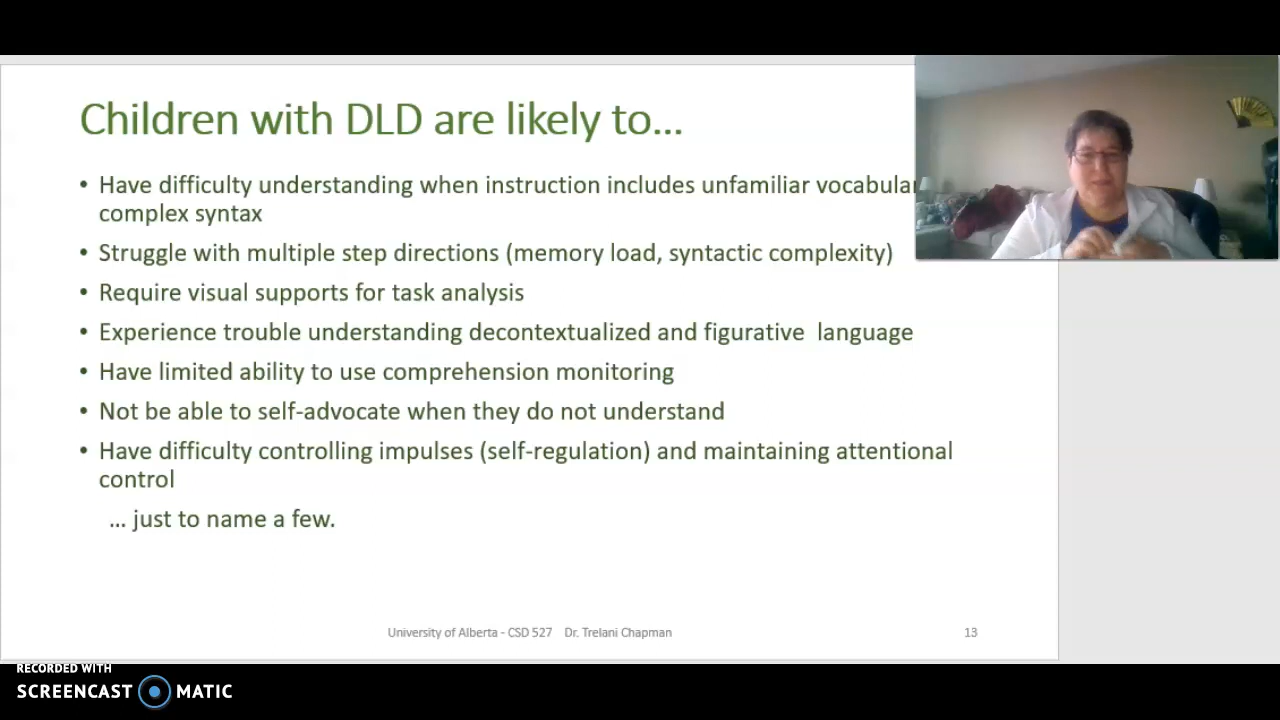 Children with DLD are likely to...
• Have difficulty understanding when instruction includes unfamiliar
complex syntax
• Struggle with multiple step directions (memory load, syntactic complexity)
• Require visual supports for task analysis
• Experience trouble understanding decontextualized and figurative  language
• Have limited ability to use comprehension monitoring
• Not be able to self-advocate when they do not understand
• Have difficulty controlling impulses (self-regulation) and maintaining attentional
control
... just to name a few.
University of Alberta - CSD 527    Dr. Trelani Chapman
13
RECORDED WITH
SCREENCAST MATIC